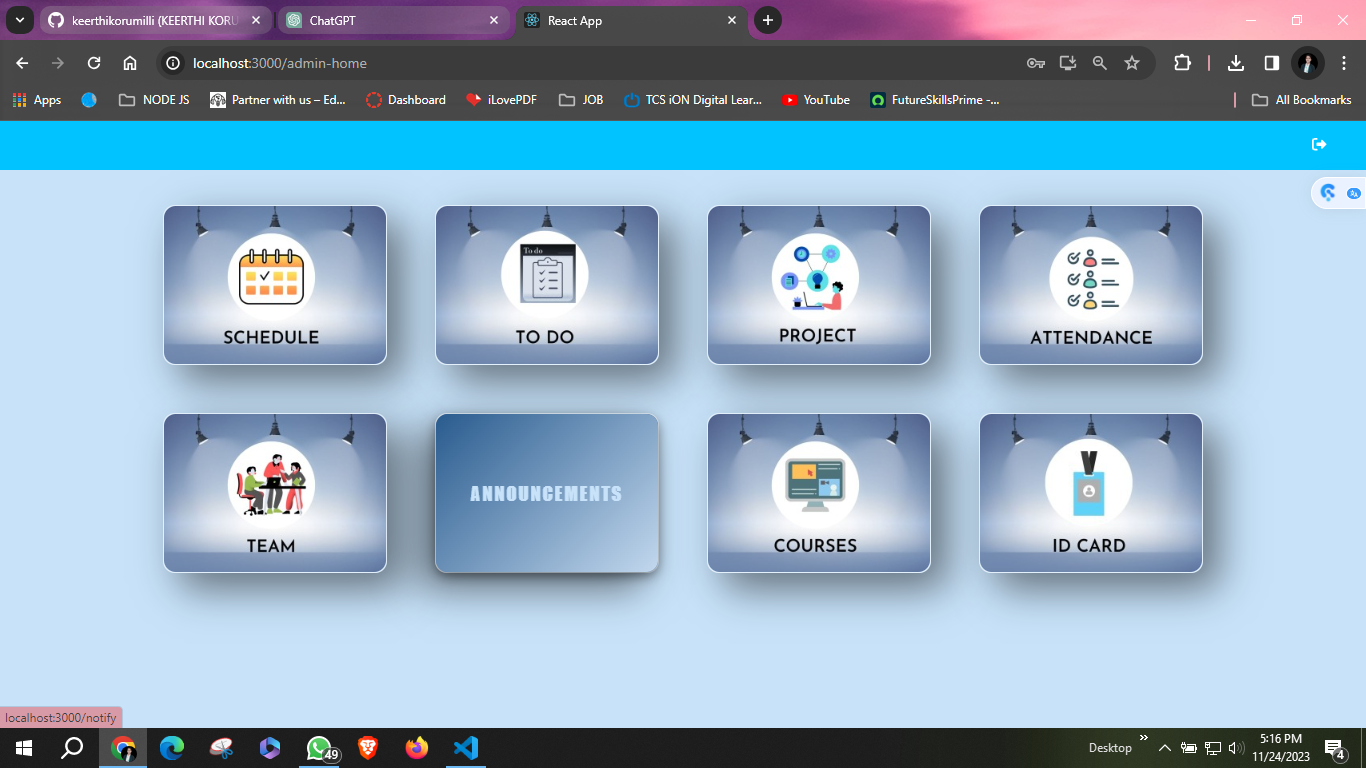 keerthikorumilli (KEERTHI KORU
ChatGPT
React App
localhost:3000/admin-home
Apps
NODE JS
Partner with us – Ed...
Dashboard
iLovePDF
JOB
TCS iON Digital Lear...
YouTube
FutureSkillsPrime -...
All Bookmarks
SCHEDULE
To do
TO DO
PROJECT
ATTENDANCE
TEAM
ANNOUNCEMENTS
COURSES
ID CARD
localhost:3000/notify
49
Desktop
5:16 PM
11/24/2023
4